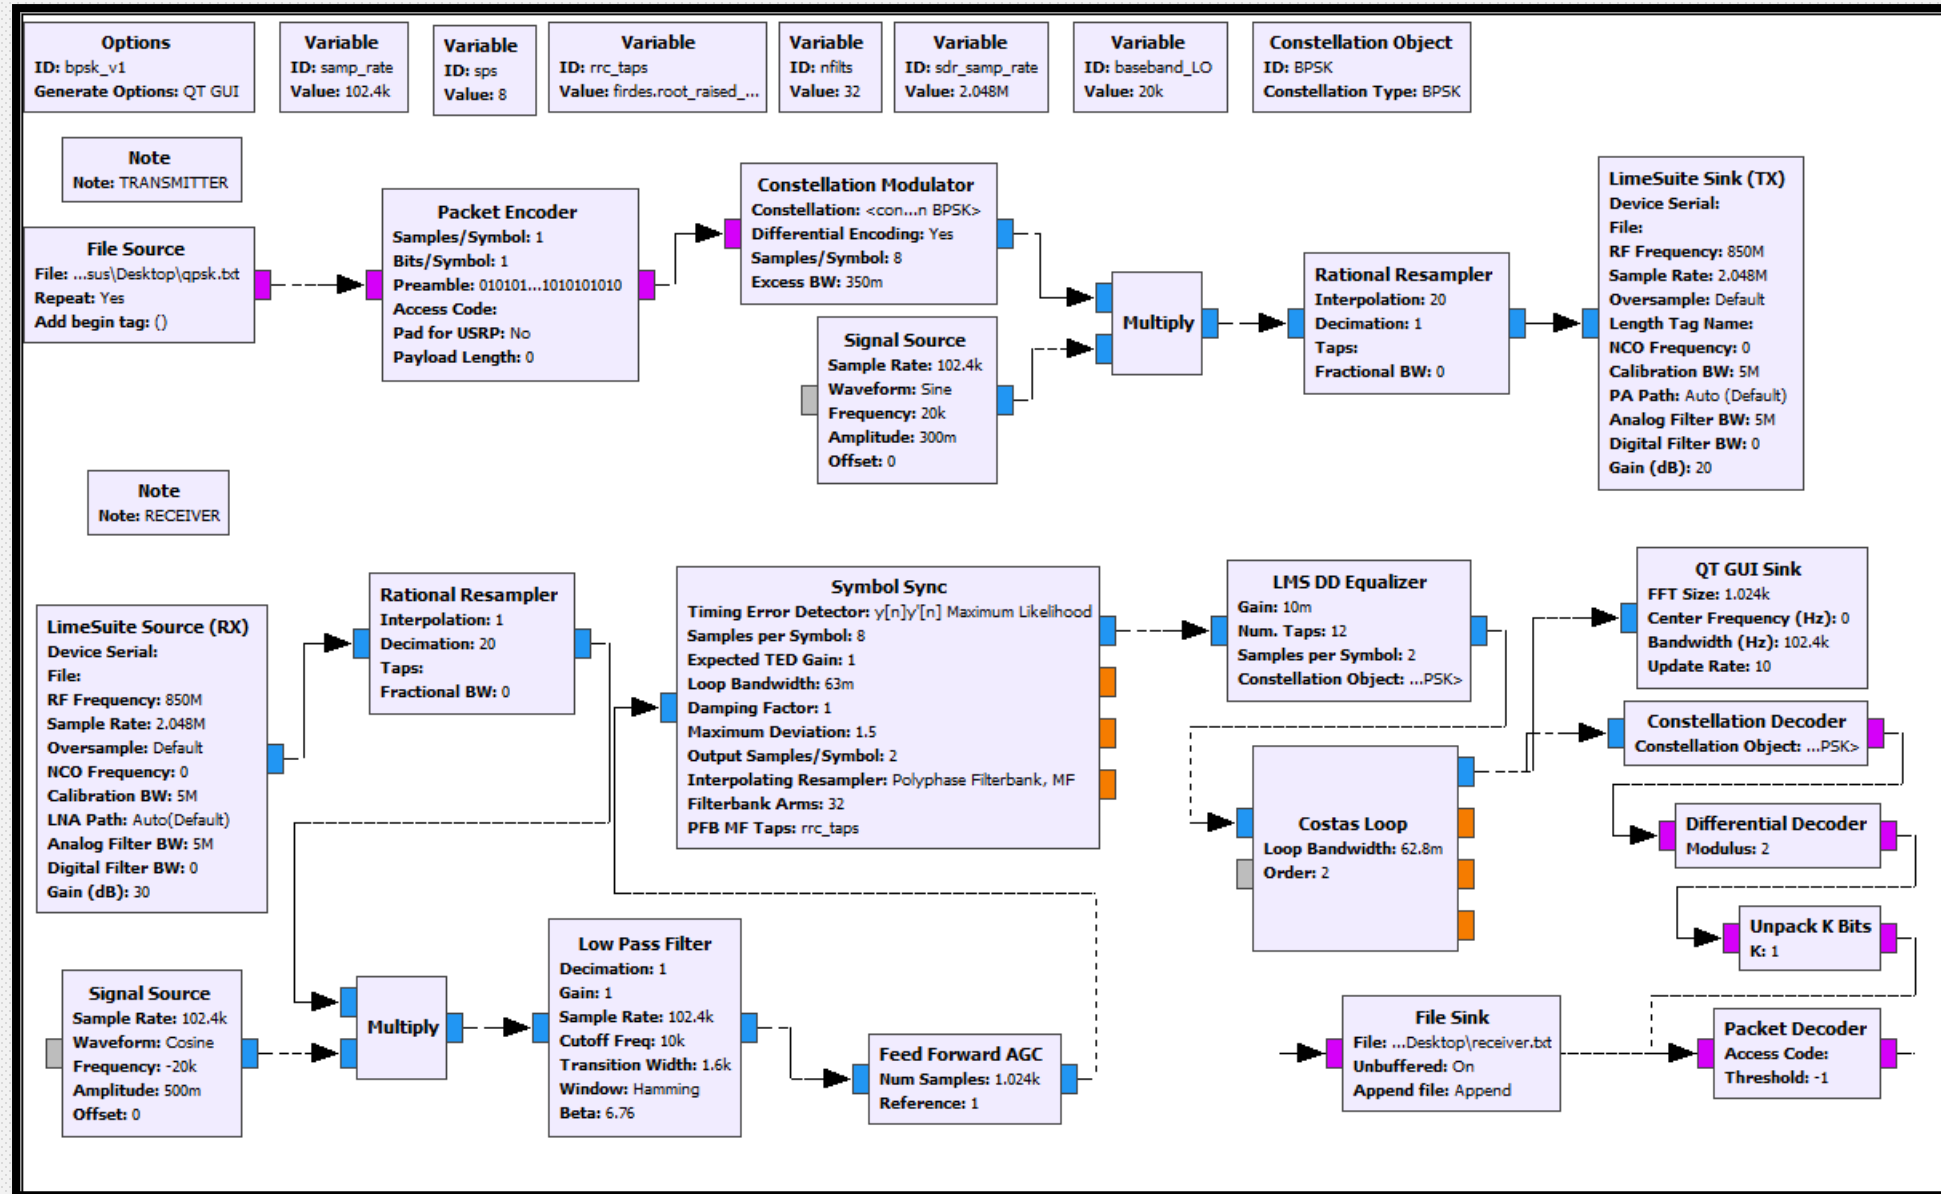 Options
ID: bpsk_v1
Generate Options: QT GUI
Variable
ID: samp_rate
Value: 102.4k
Variable
ID: sps
Value: 8
Variable
ID: rrc_taps
Value: firdes.root_raised_...
Variable
ID: nfilts
Value: 32
Variable
ID: sdr_samp_rate
Value: 2.048M
Variable
ID: baseband_LO
Value: 20k
Constellation Object
ID: BPSK
Constellation Type: BPSK
Note
Note: TRANSMITTER
File Source
File: ...sus\Desktop\qpsk.txt
Repeat: Yes
Add begin tag: ()
Packet Encoder
Samples/Symbol: 1
Bits/Symbol: 1
Preamble: 010101...1010101010
Access Code:
Pad for USRP: No
Payload Length: 0
Constellation Modulator
Constellation: <con...n BPSK>
Differential Encoding: Yes
Samples/Symbol: 8
Excess BW: 350m
Signal Source
Sample Rate: 102.4k
Waveform: Sine
Frequency: 20k
Amplitude: 300m
Offset: 0
Multiply
Rational Resampler
Interpolation: 20
Decimation: 1
Taps:
Fractional BW: 0
LimeSuite Sink (TX)
Device Serial:
File:
RF Frequency: 850M
Sample Rate: 2.048M
Oversample: Default
Length Tag Name:
NCO Frequency: 0
Calibration BW: 5M
PA Path: Auto (Default)
Analog Filter BW: 5M
Digital Filter BW: 0
Gain (dB): 20
Note
Note: RECEIVER
LimeSuite Source (RX)
Device Serial:
File:
RF Frequency: 850M
Sample Rate: 2.048M
Oversample: Default
NCO Frequency: 0
Calibration BW: 5M
LNA Path: Auto(Default)
Analog Filter BW: 5M
Digital Filter BW: 0
Gain (dB): 30
Rational Resampler
Interpolation: 1
Decimation: 20
Taps:
Fractional BW: 0
Symbol Sync
Timing Error Detector: y[n]y'[n] Maximum Likelihood
Samples per Symbol: 8
Expected TED Gain: 1
Loop Bandwidth: 63m
Damping Factor: 1
Maximum Deviation: 1.5
Output Samples/Symbol: 2
Interpolating Resampler: Polyphase Filterbank, MF
Filterbank Arms: 32
PFB MF Taps: rrc_taps
LMS DD Equalizer
Gain: 10m
Num. Taps: 12
Samples per Symbol: 2
Constellation Object: ...PSK>
QT GUI Sink
FFT Size: 1.024k
Center Frequency (Hz): 0
Bandwidth (Hz): 102.4k
Update Rate: 10
Constellation Decoder
Constellation Object: ...PSK>
Costas Loop
Loop Bandwidth: 62.8m
Order: 2
Differential Decoder
Modulus: 2
Unpack K Bits
K: 1
Signal Source
Sample Rate: 102.4k
Waveform: Cosine
Frequency: -20k
Amplitude: 500m
Offset: 0
Multiply
Low Pass Filter
Decimation: 1
Gain: 1
Sample Rate: 102.4k
Cutoff Freq: 10k
Transition Width: 1.6k
Window: Hamming
Beta: 6.76
Feed Forward AGC
Num Samples: 1.024k
Reference: 1
File Sink
File: ...Desktop\receiver.txt
Unbuffered: On
Append file: Append
Packet Decoder
Access Code:
Threshold: -1